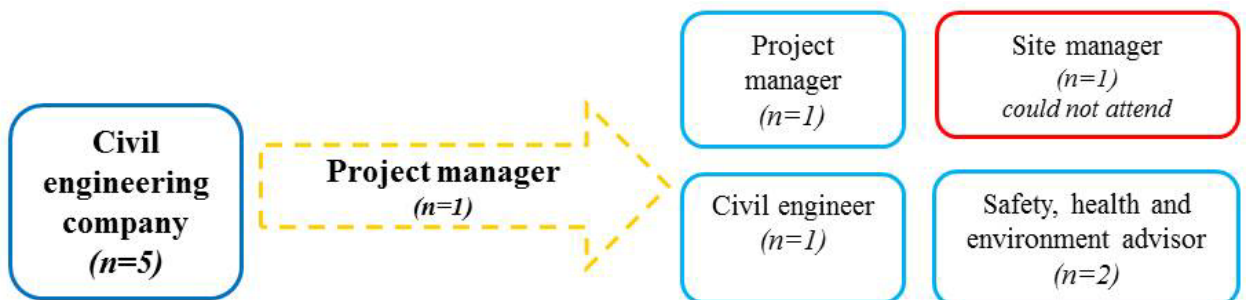 Civil
engineering
company
(n=5)
Project manager
(n=1)
Project
manager
(n=1)
Site manager
(n=1)
could not attend
Civil engineer
(n=1)
Safety, health and
environment advisor
(n=2)